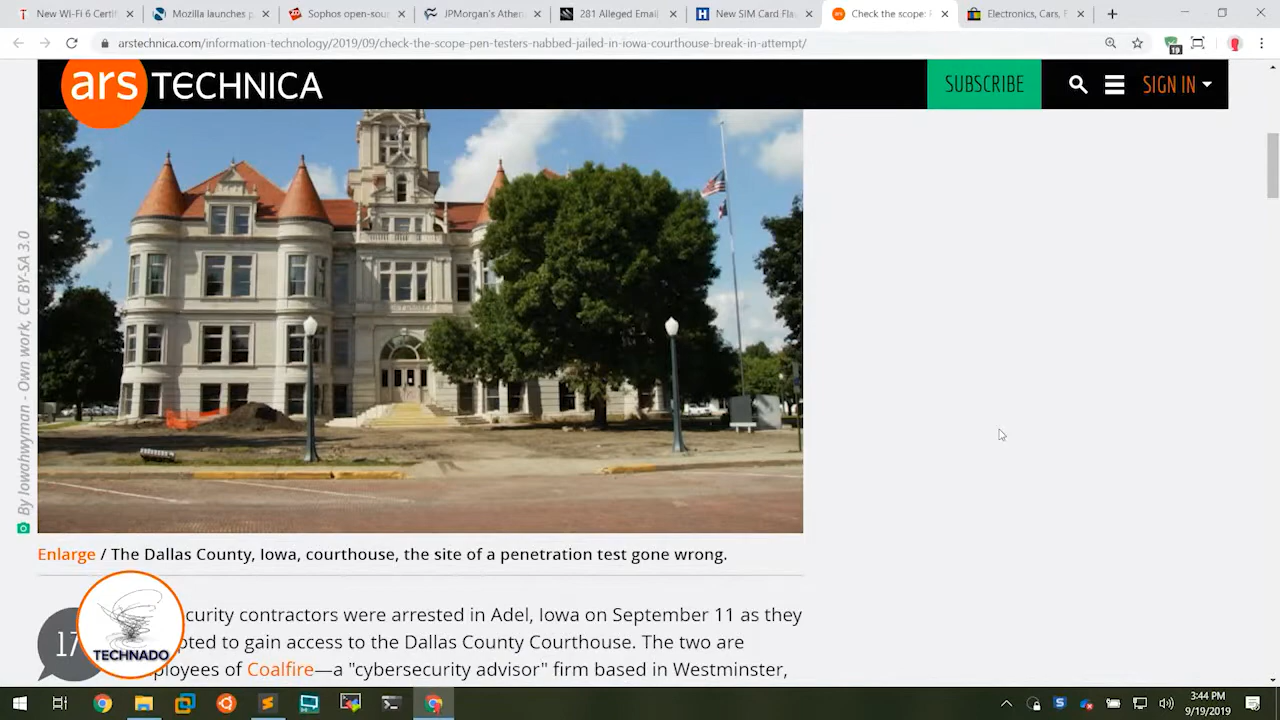 New Wi-Fi 6 Certifi
Mozilla launches p
Sophos open-sour
JPMorgan's Athen
281 Alleged Email
New SIM Card Flaw
Check the scope: P
Electronics, Cars, F
arstechnica.com/information-technology/2019/09/check-the-scope-pen-testers-nabbed-jailed-in-iowa-courthouse-break-in-attempt/
19
ars TECHNICA
SUBSCRIBE
SIGN IN
By Iowahwyman - Own work, CC BY-SA 3.0
Enlarge / The Dallas County, Iowa, courthouse, the site of a penetration test gone wrong.
17
curity contractors were arrested in Adel, Iowa on September 11 as they
pted to gain access to the Dallas County Courthouse. The two are
ployees of Coalfire—a "cybersecurity advisor" firm based in Westminster,
TECHNADO
3:44 PM
9/19/2019